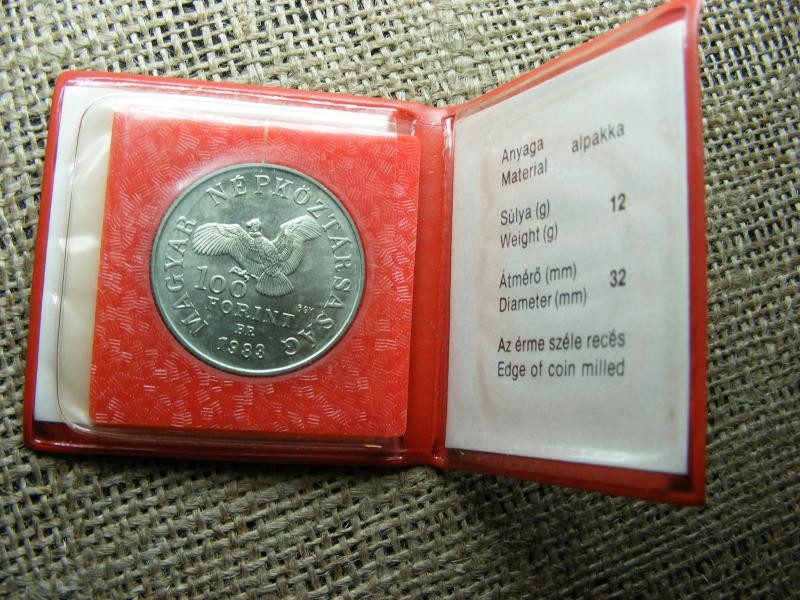 MAGYAR NÉPKÖZTÁRSASÁG
100
FORINT
BP.
1983
Anyaga alpakka
Material
Súlya (g) 12
Weight (g)
Átmérő (mm) 32
Diameter (mm)
Az érme széle recés
Edge of coin milled